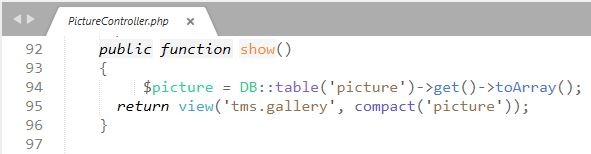 PictureController.php ×
92 public function show()
93 {
94 $picture = DB::table('picture')->get()->toArray();
95 return view('tms.gallery', compact('picture'));
96 }
97